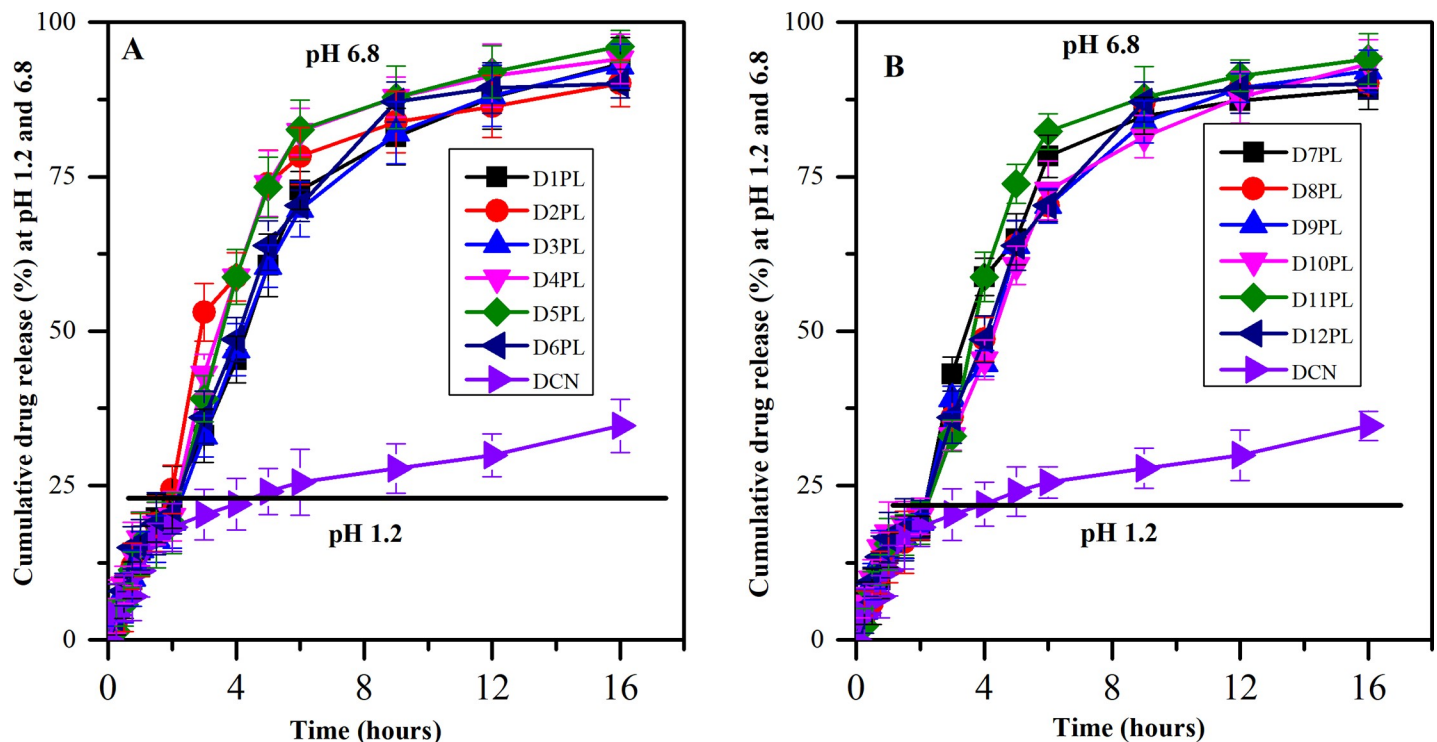 Cumulative drug release (%) at pH 1.2 and 6.8
100
75
50
25
0
A
pH 6.8
D1PL
D2PL
D3PL
D4PL
D5PL
D6PL
DCN
pH 1.2
0
4
8
12
16
Time (hours)
Cumulative drug release (%) at pH 1.2 and 6.8
100
75
50
25
0
B
pH 6.8
D7PL
D8PL
D9PL
D10PL
D11PL
D12PL
DCN
pH 1.2
0
4
8
12
16
Time (hours)